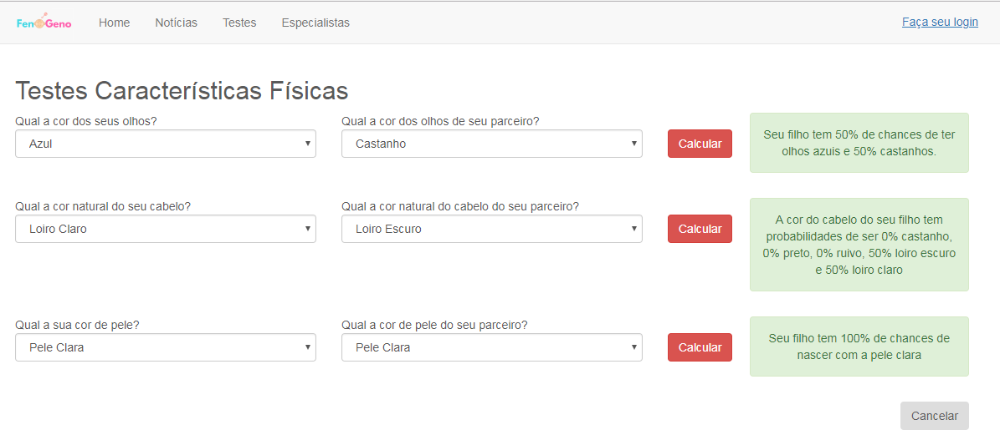 FenoGeno Home Notícias Testes Especialistas Faça seu login
Testes Características Físicas
Qual a cor dos seus olhos?
Azul
Qual a cor dos olhos de seu parceiro?
Castanho
Calcular
Seu filho tem 50% de chances de ter
olhos azuis e 50% castanhos.
Qual a cor natural do seu cabelo?
Loiro Claro
Qual a cor natural do cabelo do seu parceiro?
Loiro Escuro
Calcular
A cor do cabelo do seu filho tem
probabilidades de ser 0% castanho,
0% preto, 0% ruivo, 50% loiro escuro
e 50% loiro claro
Qual a sua cor de pele?
Pele Clara
Qual a cor de pele do seu parceiro?
Pele Clara
Calcular
Seu filho tem 100% de chances de
nascer com a pele clara
Cancelar